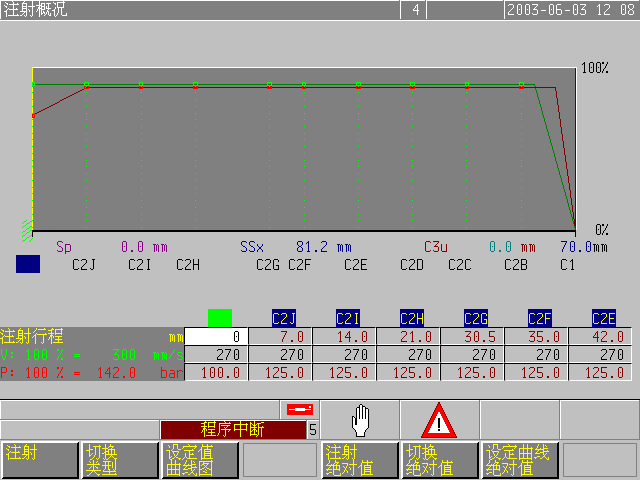 注射概况 4 2003-06-03 12 08
100%
0%
Sp 0.0 mm SSx 81.2 mm C3u 0.0 mm 70.0mm
C2J C2I C2H C2G C2F C2E C2D C2C C2B C1
C2J C2I C2H C2G C2F C2E
注射行程 mm 0 7.0 14.0 21.0 30.5 35.0 42.0
V: 100 % = 300 mm/s 270 270 270 270 270 270 270
P: 100 % = 142.0 bar 100.0 125.0 125.0 125.0 125.0 125.0 125.0
程序中断 5
注射 切换 设定值 注射 切换 设定曲线
类型 曲线图 绝对值 绝对值 绝对值